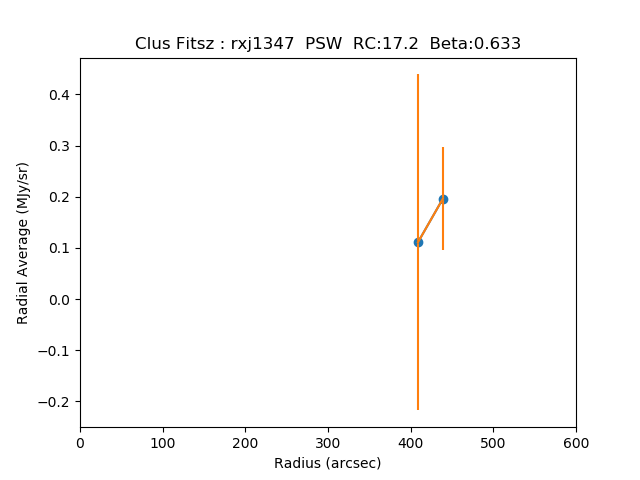 Clus Fitsz : rxj1347  PSW  RC:17.2  Beta:0.633
Radial Average (MJy/sr)
0.4
0.3
0.2
0.1
0.0
−0.1
−0.2
0 100 200 300 400 500 600
Radius (arcsec)